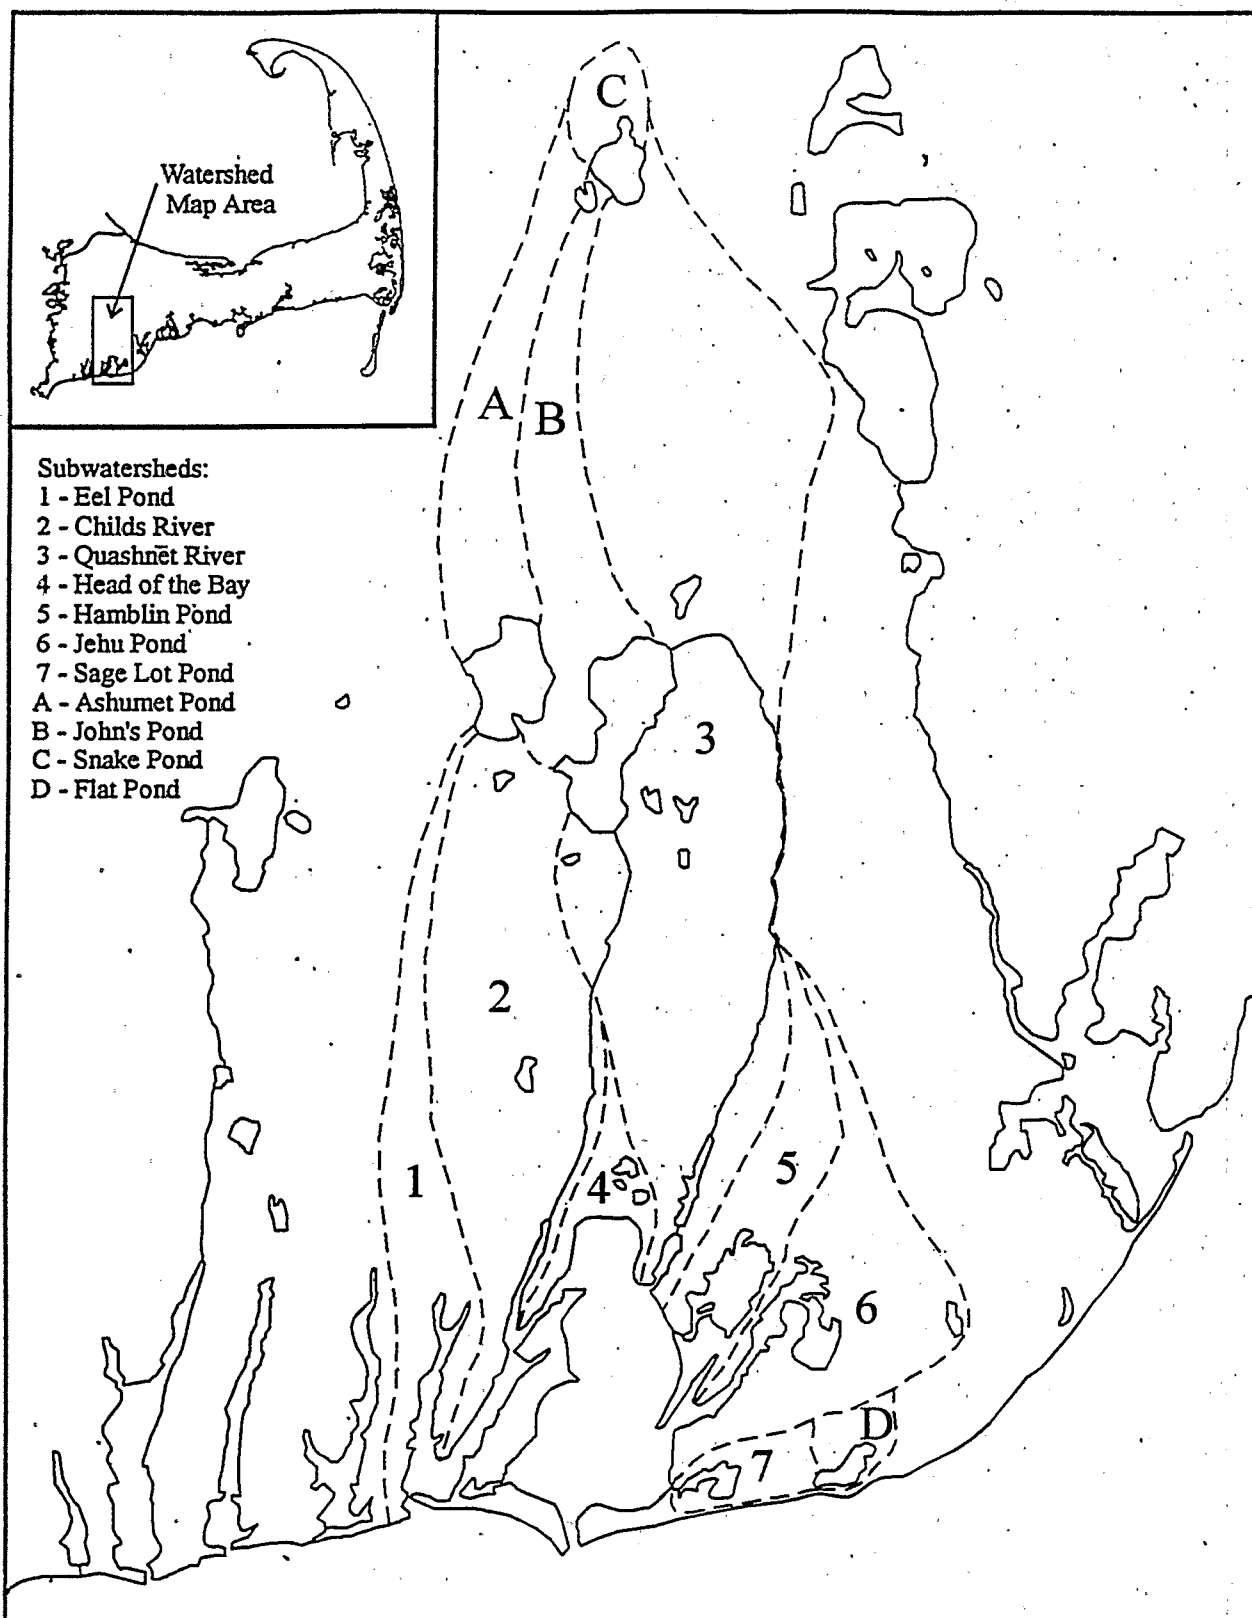 Watershed
Map Area
Subwatersheds:
1 - Eel Pond
2 - Childs River
3 - Quashnet River
4 - Head of the Bay
5 - Hamblin Pond
6 - Jehu Pond
7 - Sage Lot Pond
A - Ashumet Pond
B - John's Pond
C - Snake Pond
D - Flat Pond
C
A
B
3
2
1
4
5
6
D
7